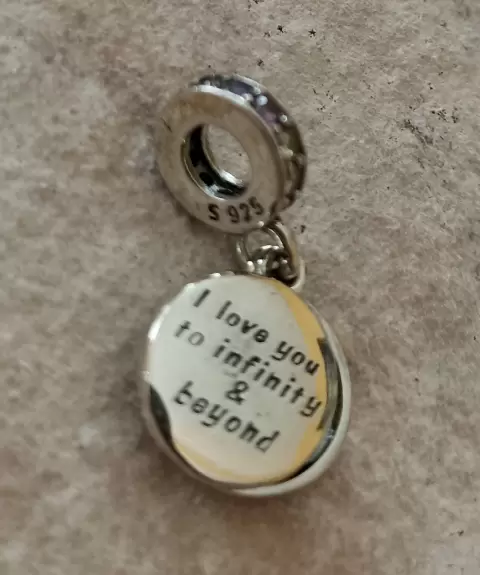 S 925
I love you
to infinity
&
beyond